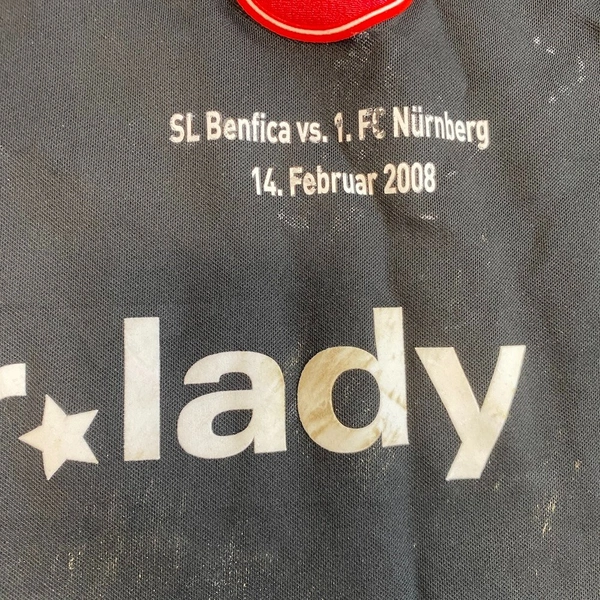 SL Benfica vs. 1. FC Nürnberg
14. Februar 2008
r★lady